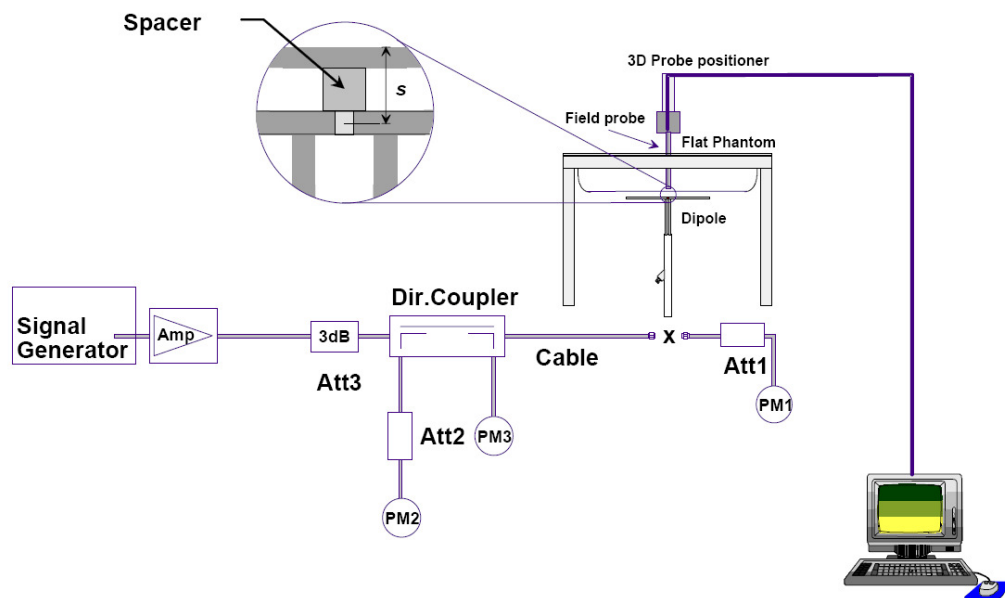 Spacer
s
3D Probe positioner
Field probe
Flat Phantom
Dipole
Signal
Generator
Amp
3dB
Att3
Dir.Coupler
Cable
x
Att1
PM1
Att2
PM3
PM2